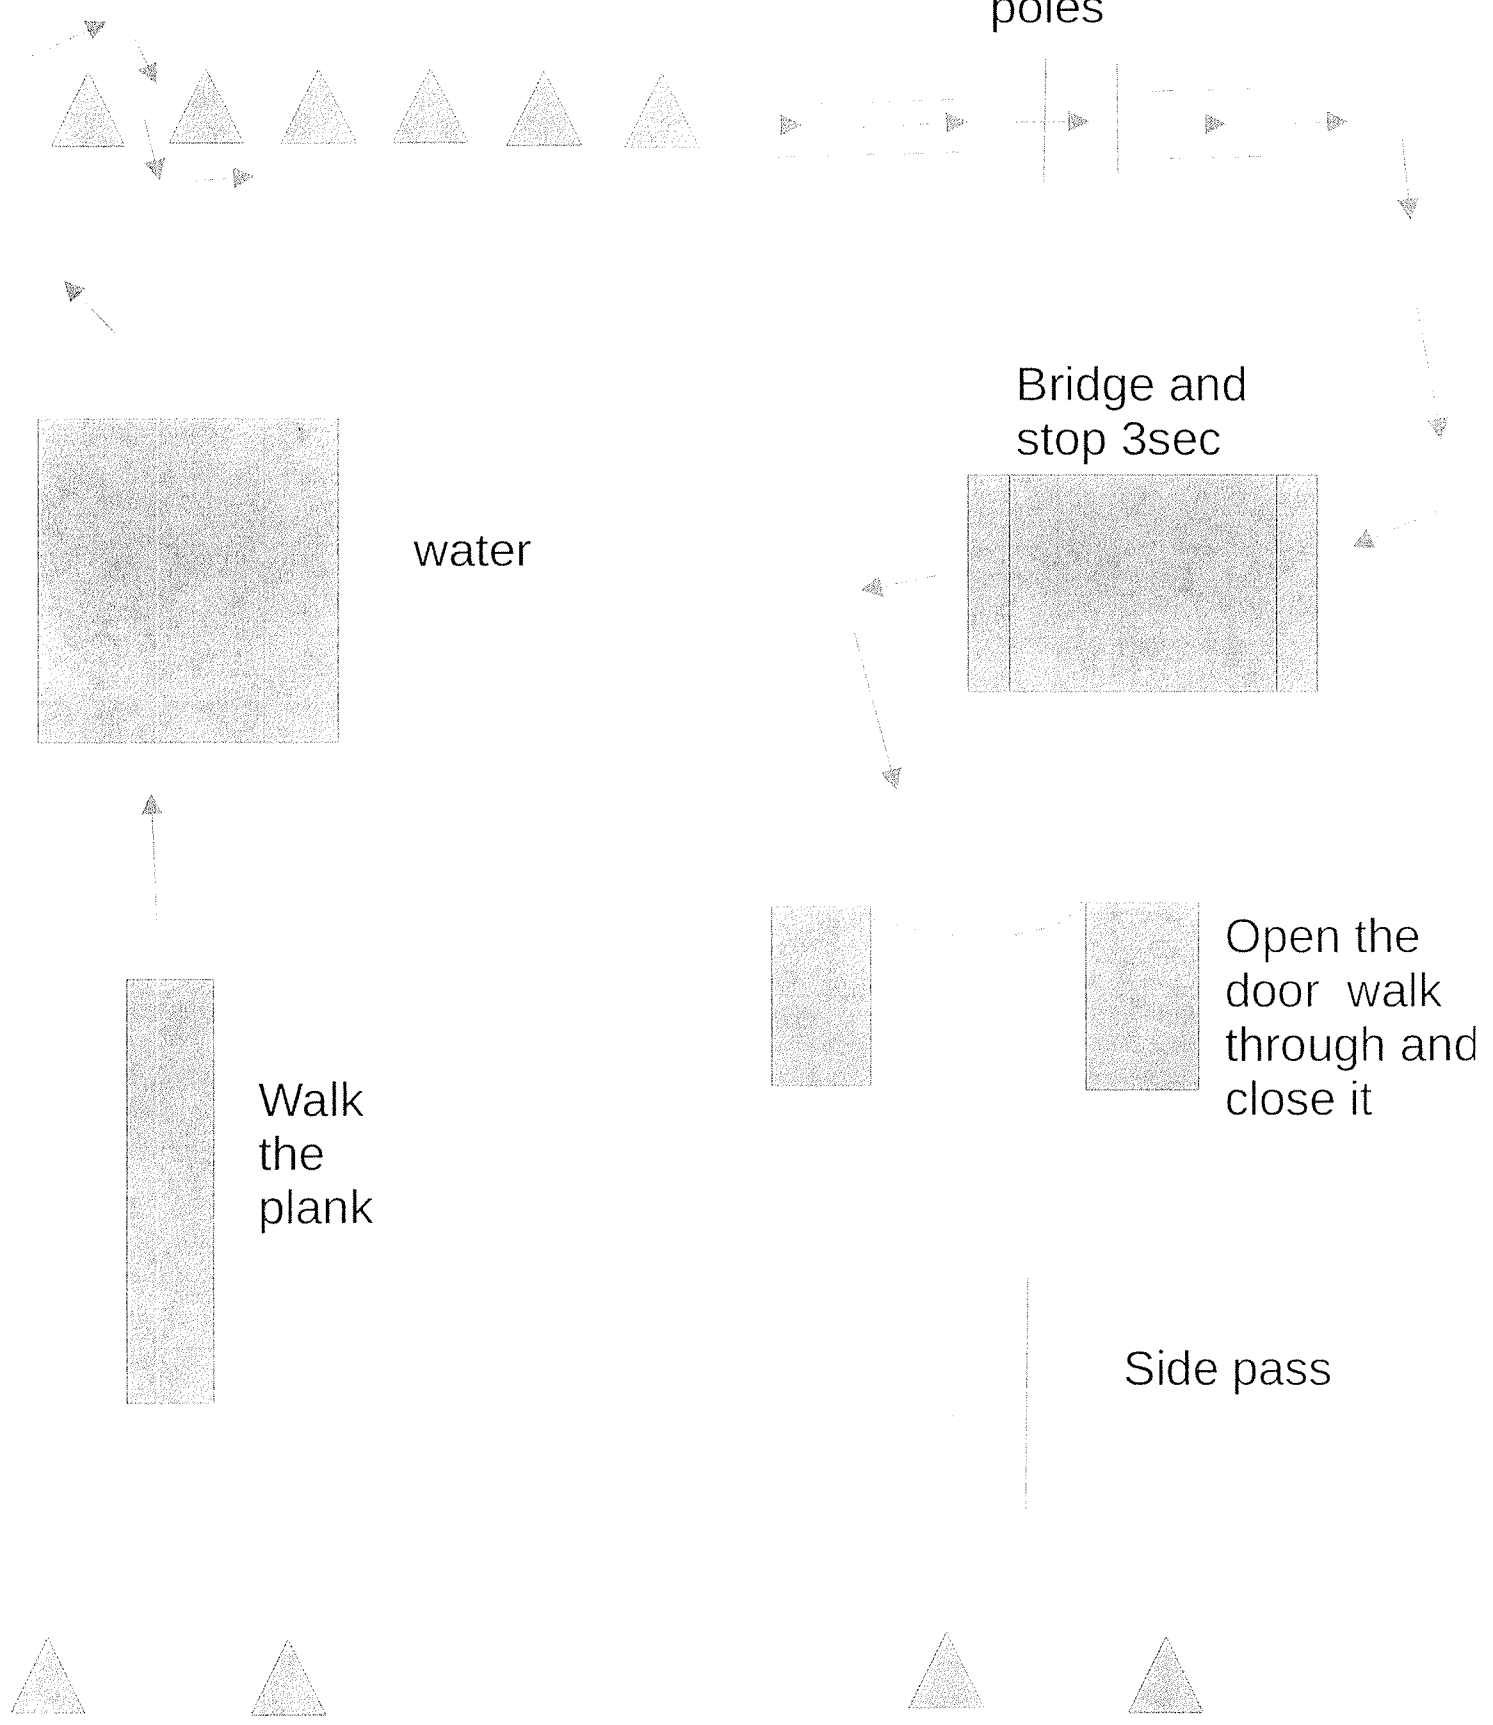 poles
Bridge and
stop 3sec
water
Open the
door  walk
through and
close it
Walk
the
plank
Side pass